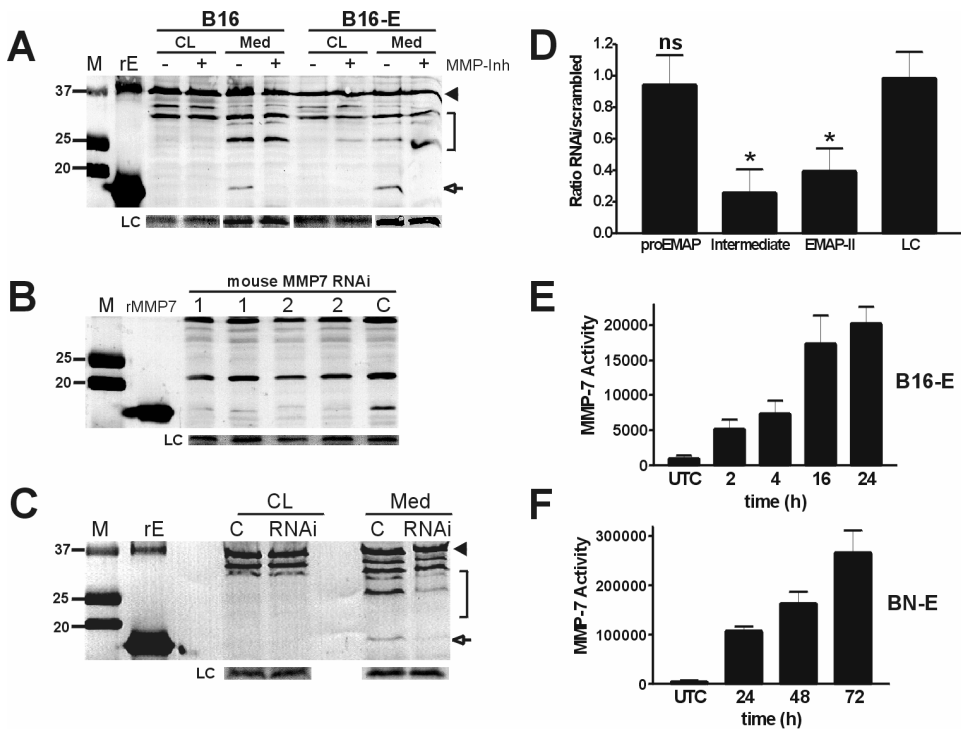 A
B16 B16-E
CL Med CL Med
M rE - + - + - + - + MMP-Inh
37
25
20
LC
B
mouse MMP7 RNAi
M rMMP7 1 1 2 2 C
25
20
LC
C
CL Med
M rE C RNAi C RNAi
37
25
20
LC
D
Ratio RNAi/scrambled
1.2
1.0
0.8
0.6
0.4
0.2
0.0
ns
* *
proEMAP Intermediate EMAP-II LC
E
MMP-7 Activity
20000
15000
10000
5000
0
UTC 2 4 16 24
time (h)
B16-E
F
MMP-7 Activity
300000
200000
100000
0
UTC 24 48 72
time (h)
BN-E